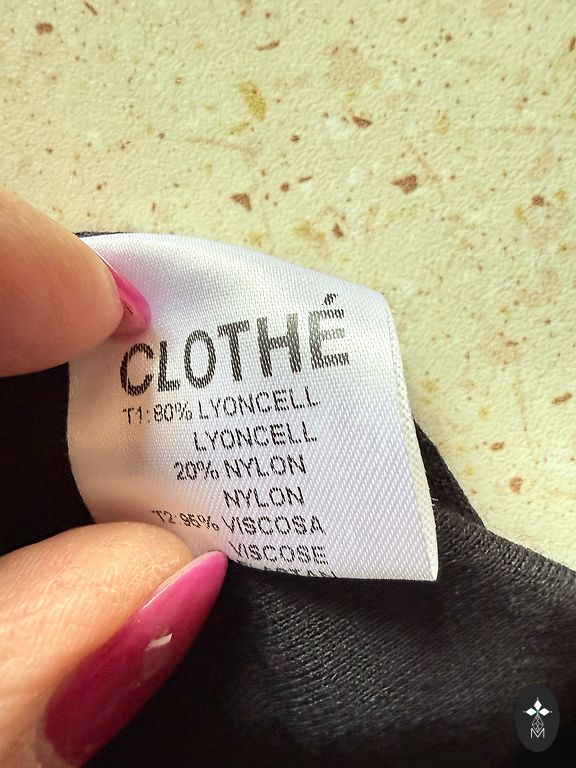 CLOTHÉ
T1:80% LYONCELL
LYONCELL
20% NYLON
NYLON
T2:95% VISCOSA
VISCOSE